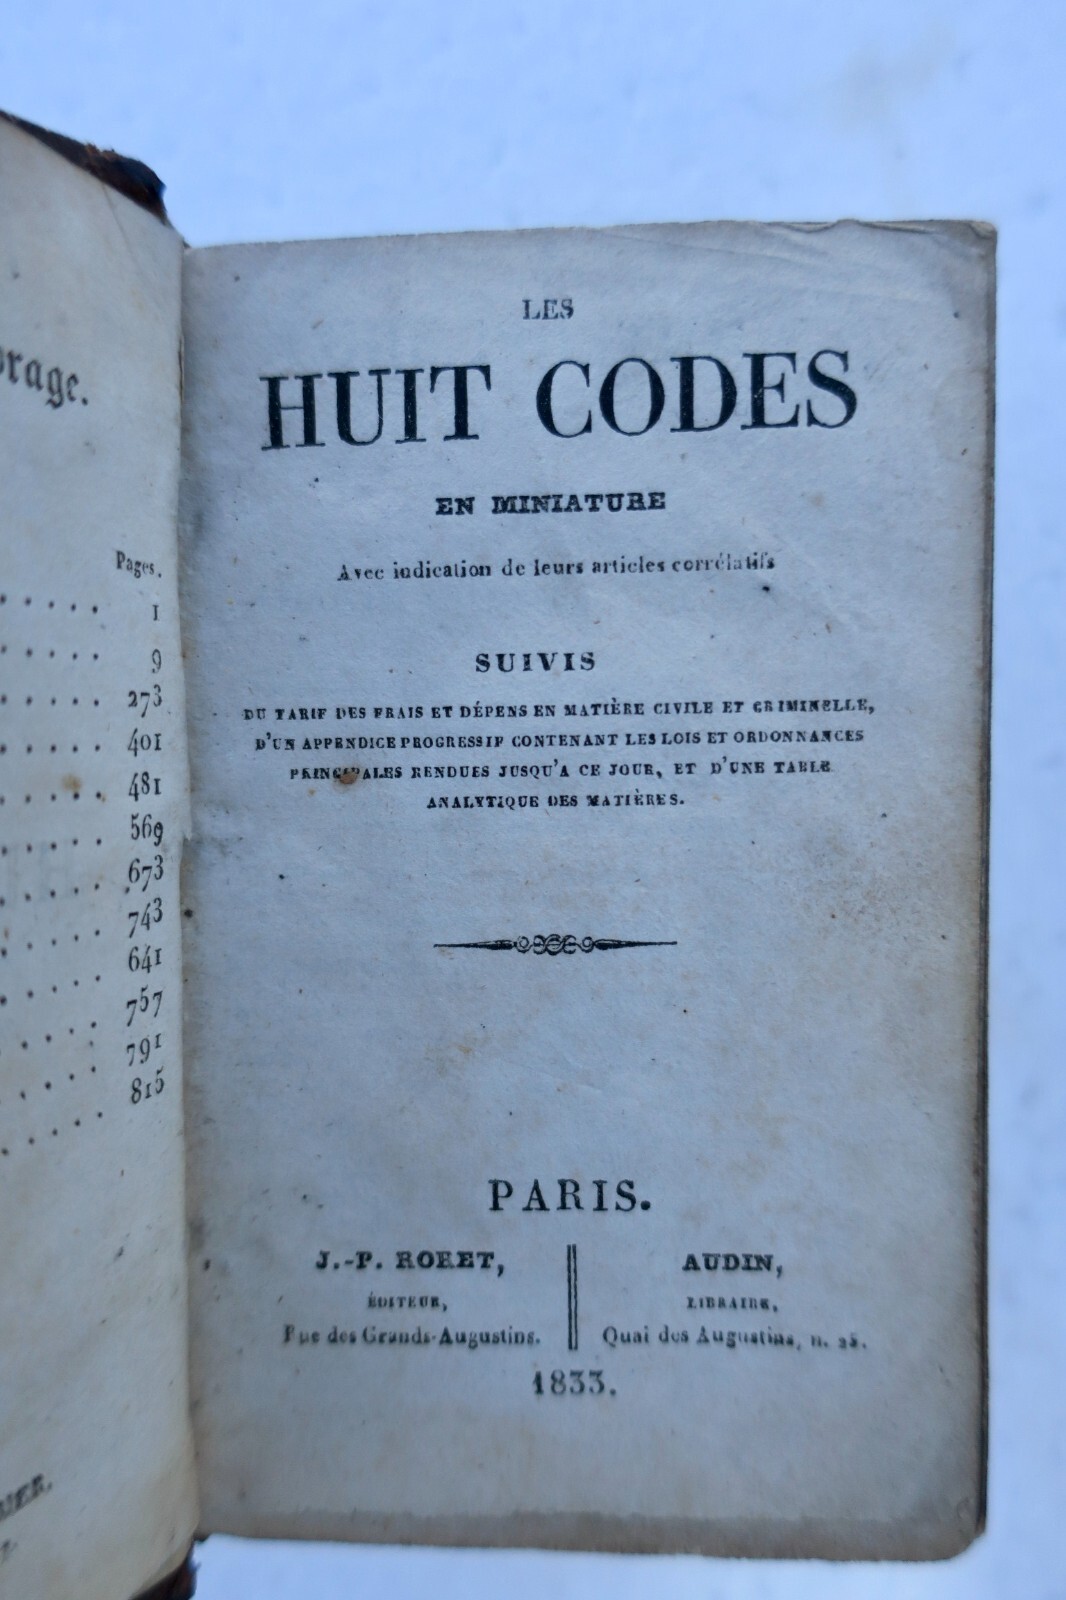 Pages.
1
9
273
401
481
569
673
743
641
757
791
815
LES
HUIT CODES
EN MINIATURE
Avec indication de leurs articles corrélatifs
SUIVIS
DU TARIF DES FRAIS ET DÉPENS EN MATIÈRE CIVILE ET CRIMINELLE,
D'UN APPENDICE PROGRESSIF CONTENANT LES LOIS ET ORDONNANCES
PRINCIPALES RENDUES JUSQU'A CE JOUR, ET D'UNE TABLE
ANALYTIQUE DES MATIÈRES.
PARIS.
J.-P. RORET,
ÉDITEUR,
Rue des Grands-Augustins.
AUDIN,
LIBRAIRE,
Quai des Augustins, n. 25.
1833.